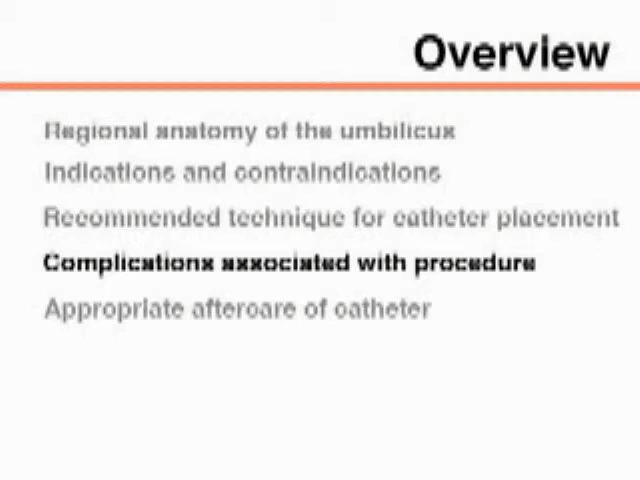 Overview
Regional anatomy of the umbilicus
Indications and contraindications
Recommended technique for catheter placement
Complications associated with procedure
Appropriate aftercare of catheter